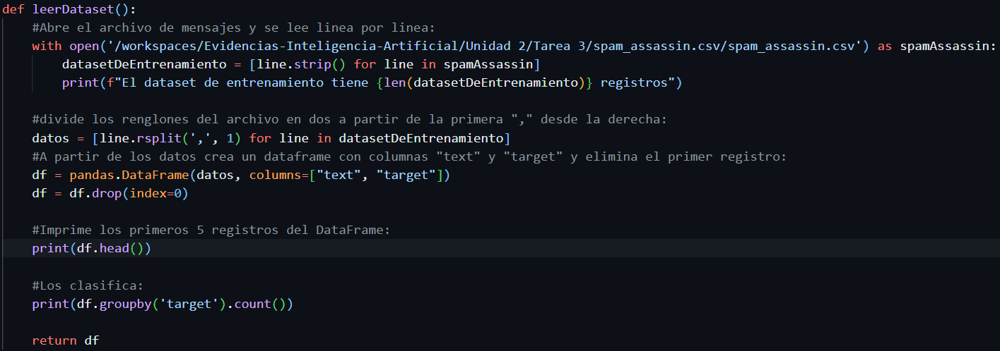 def leerDataset():
    #Abre el archivo de mensajes y se lee linea por linea:
    with open('/workspaces/Evidencias-Inteligencia-Artificial/Unidad 2/Tarea 3/spam_assassin.csv/spam_assassin.csv') as spamAssassin:
        datasetDeEntrenamiento = [line.strip() for line in spamAssassin]
        print(f"El dataset de entrenamiento tiene {len(datasetDeEntrenamiento)} registros")
    #divide los renglones del archivo en dos a partir de la primera "," desde la derecha:
    datos = [line.rsplit(',', 1) for line in datasetDeEntrenamiento]
    #A partir de los datos crea un dataframe con columnas "text" y "target" y elimina el primer registro:
    df = pandas.DataFrame(datos, columns=["text", "target"])
    df = df.drop(index=0)
    #Imprime los primeros 5 registros del DataFrame:
    print(df.head())
    #Los clasifica:
    print(df.groupby('target').count())
    return df